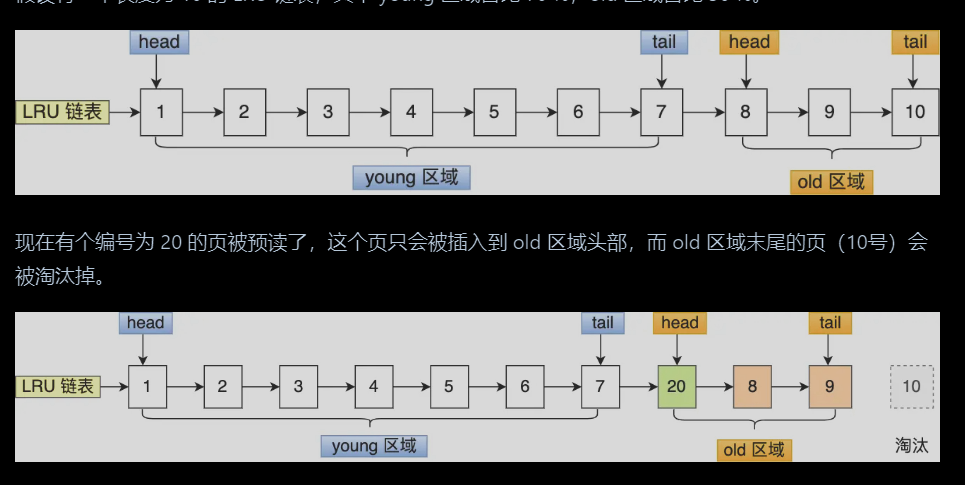 head tail head tail
LRU 链表 1 2 3 4 5 6 7 8 9 10
young 区域 old 区域
现在有个编号为 20 的页被预读了，这个页只会被插入到 old 区域头部，而 old 区域末尾的页（10号）会
被淘汰掉。
head tail head tail
LRU 链表 1 2 3 4 5 6 7 20 8 9 10
young 区域 old 区域 淘汰